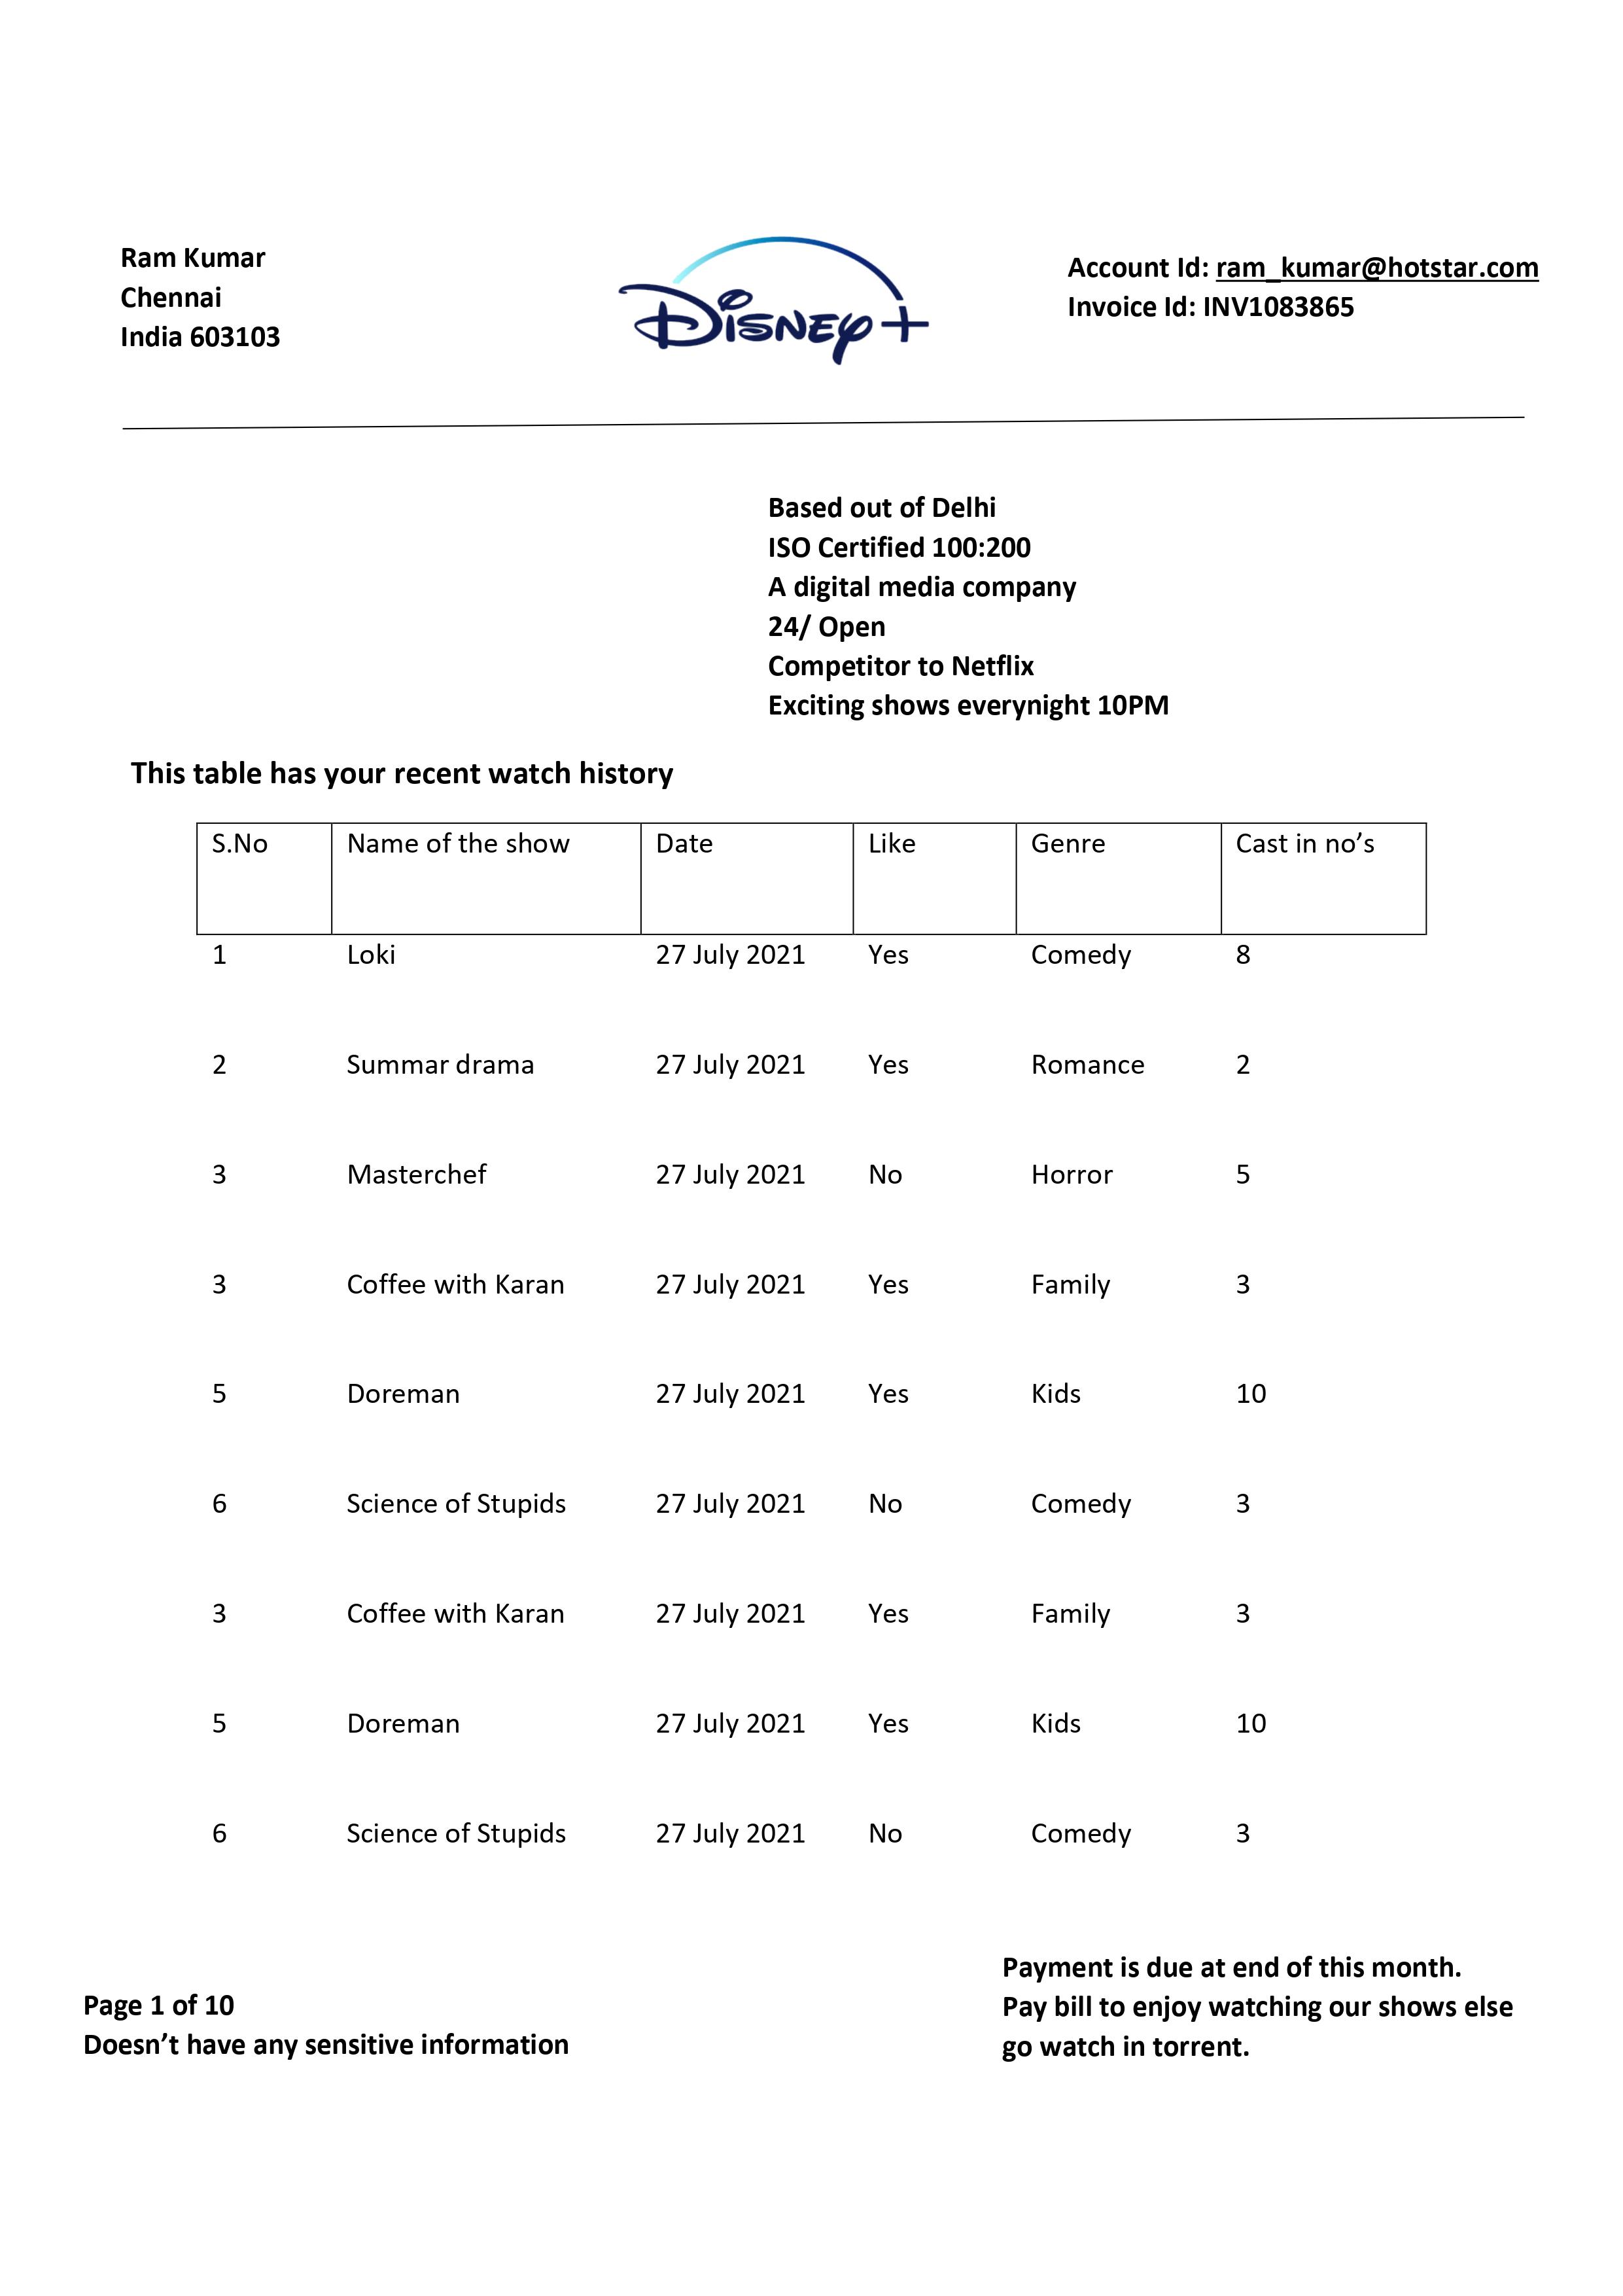 Ram Kumar
Chennai
India 603103
Disney+
Account Id: ram_kumar@hotstar.com
Invoice Id: INV1083865
Based out of Delhi
ISO Certified 100:200
A digital media company
24/ Open
Competitor to Netflix
Exciting shows everynight 10PM
This table has your recent watch history
S.No Name of the show Date Like Genre Cast in no’s
1 Loki 27 July 2021 Yes Comedy 8
2 Summar drama 27 July 2021 Yes Romance 2
3 Masterchef 27 July 2021 No Horror 5
3 Coffee with Karan 27 July 2021 Yes Family 3
5 Doreman 27 July 2021 Yes Kids 10
6 Science of Stupids 27 July 2021 No Comedy 3
3 Coffee with Karan 27 July 2021 Yes Family 3
5 Doreman 27 July 2021 Yes Kids 10
6 Science of Stupids 27 July 2021 No Comedy 3
Page 1 of 10
Doesn’t have any sensitive information
Payment is due at end of this month.
Pay bill to enjoy watching our shows else
go watch in torrent.